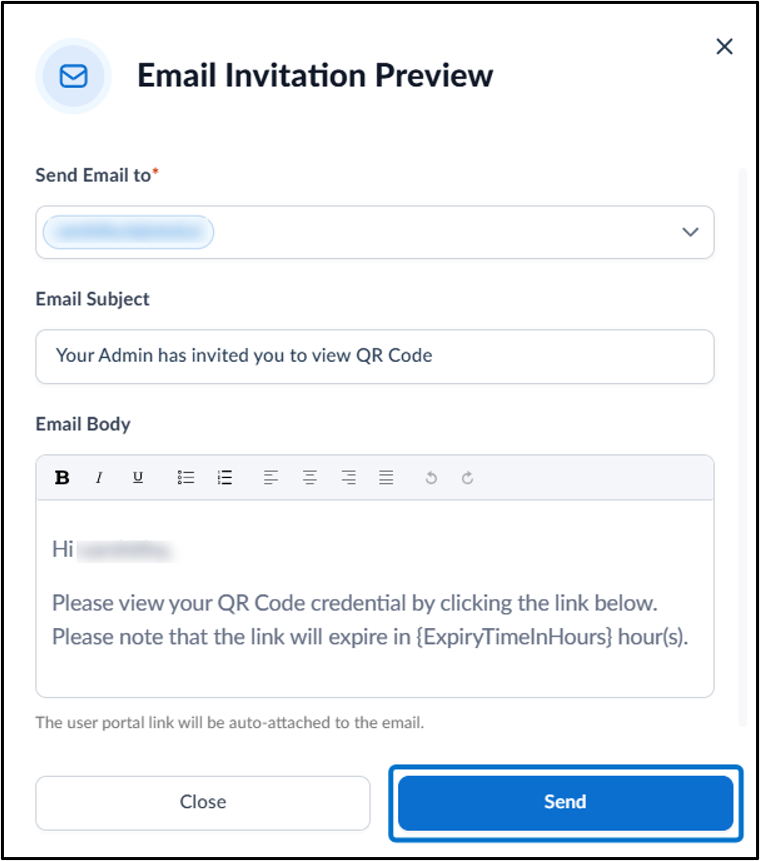 Email Invitation Preview
Send Email to*
Email Subject
Your Admin has invited you to view QR Code
Email Body
B I U
Hi
Please view your QR Code credential by clicking the link below.
Please note that the link will expire in {ExpiryTimeInHours} hour(s).
The user portal link will be auto-attached to the email.
Close
Send